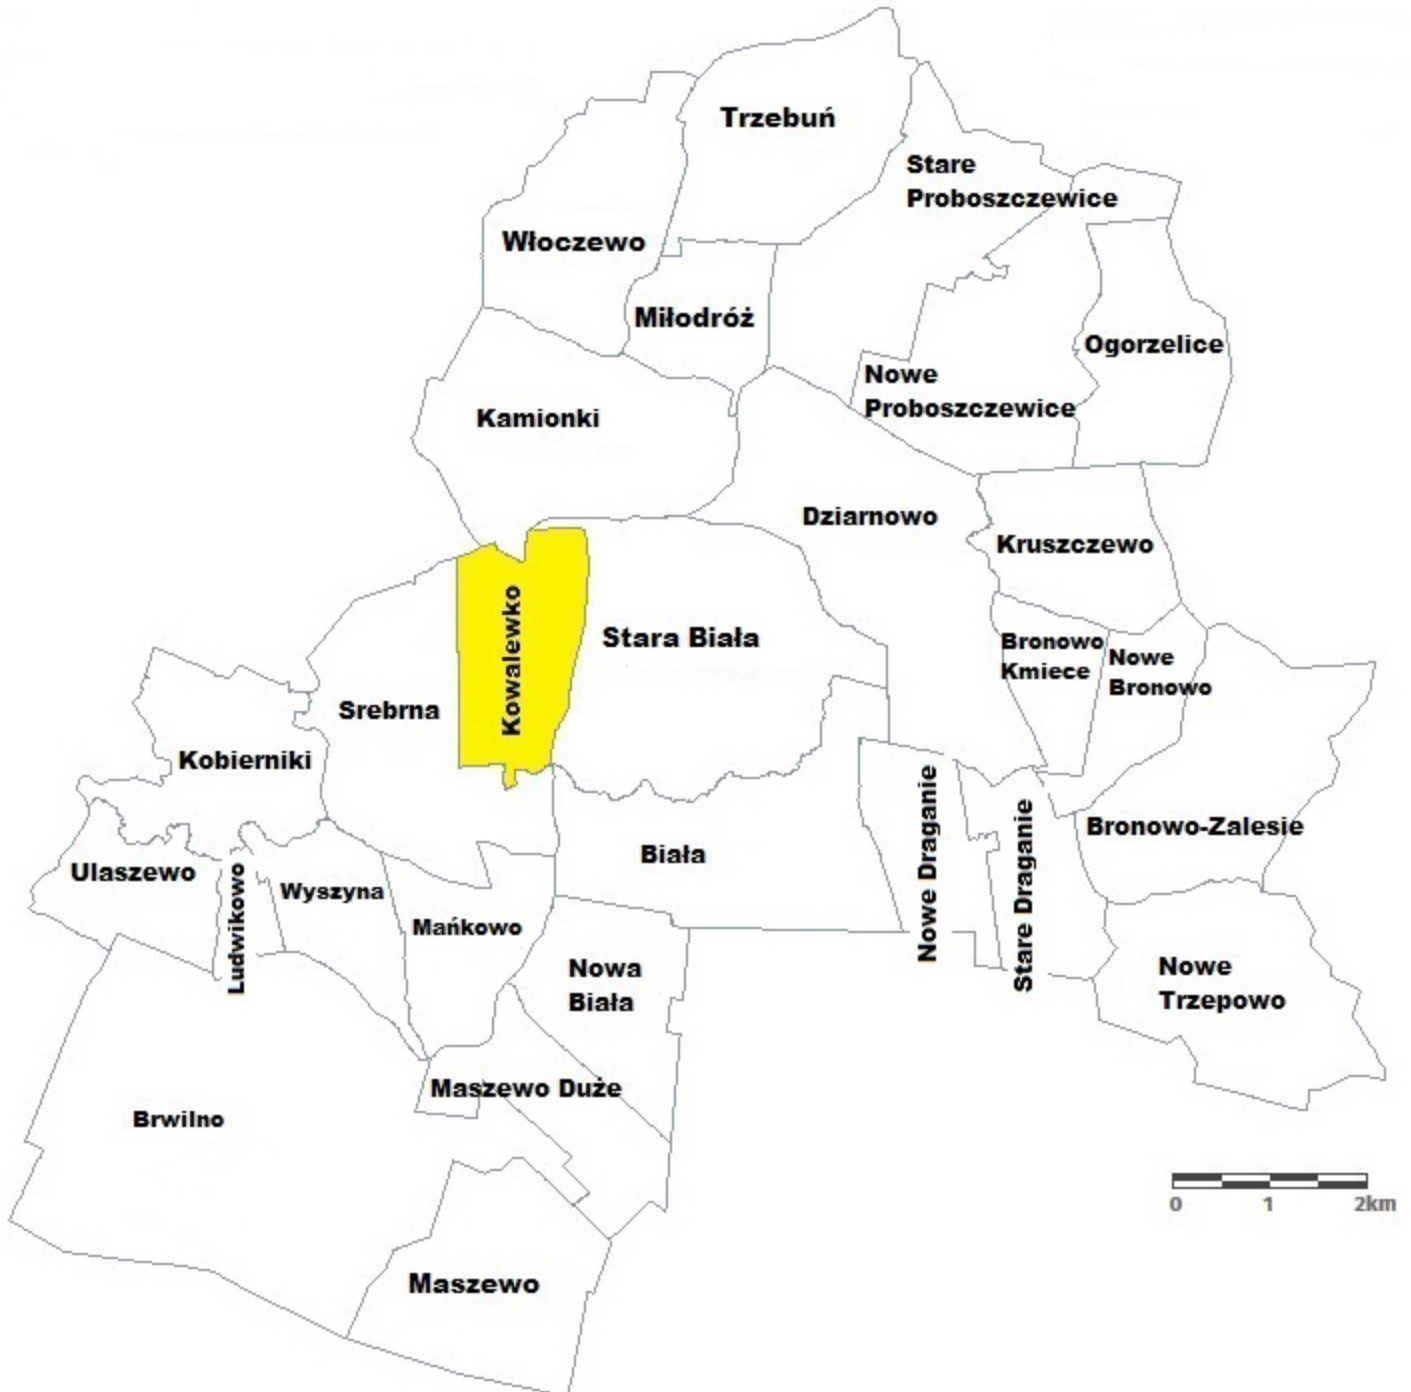 Trzebuń
Stare
Proboszczewice
Włoczewo
Miłodróż
Ogorzelice
Nowe
Proboszczewice
Kamionki
Dziarnowo
Kruszczewo
Kowalewko
Stara Biała
Bronowo
Kmiece
Nowe
Bronowo
Srebrna
Kobierniki
Nowe Draganie
Stare Draganie
Bronowo-Zalesie
Biała
Ulaszewo
Ludwikowo
Wyszyna
Mańkowo
Nowa
Biała
Nowe
Trzepowo
Maszewo Duże
Brwilno
0 1 2km
Maszewo